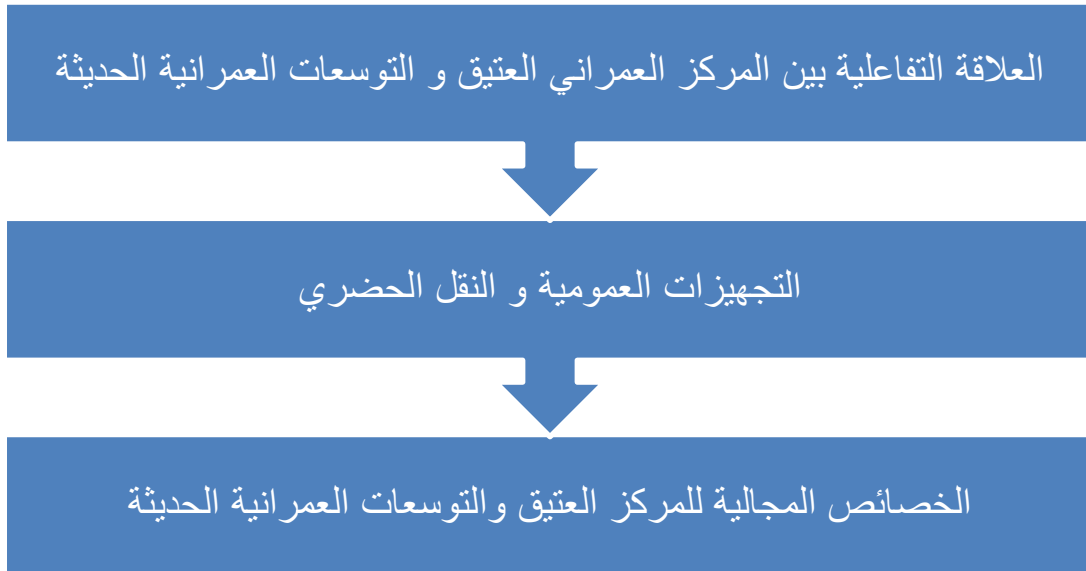 العلاقة التفاعلية بين المركز العمراني العتيق و التوسعات العمرانية الحديثة
التجهيزات العمومية و النقل الحضري
الخصائص المجالية للمركز العتيق والتوسعات العمرانية الحديثة